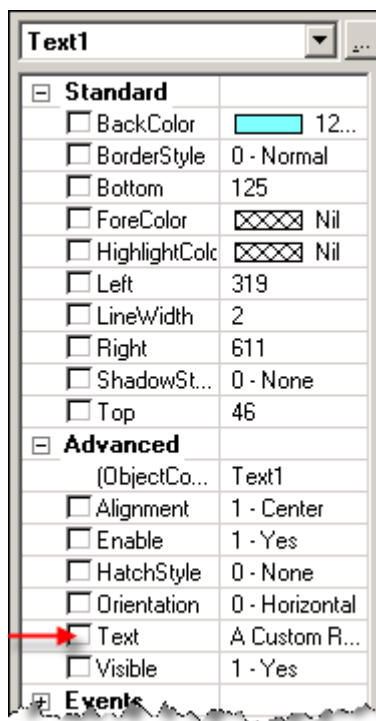 Text1 ...
Standard
BackColor 12...
BorderStyle 0 - Normal
Bottom 125
ForeColor Nil
HighlightColc Nil
Left 319
LineWidth 2
Right 611
ShadowSt... 0 - None
Top 46
Advanced
(ObjectCo... Text1
Alignment 1 - Center
Enable 1 - Yes
HatchStyle 0 - None
Orientation 0 - Horizontal
Text A Custom R...
Visible 1 - Yes
Events